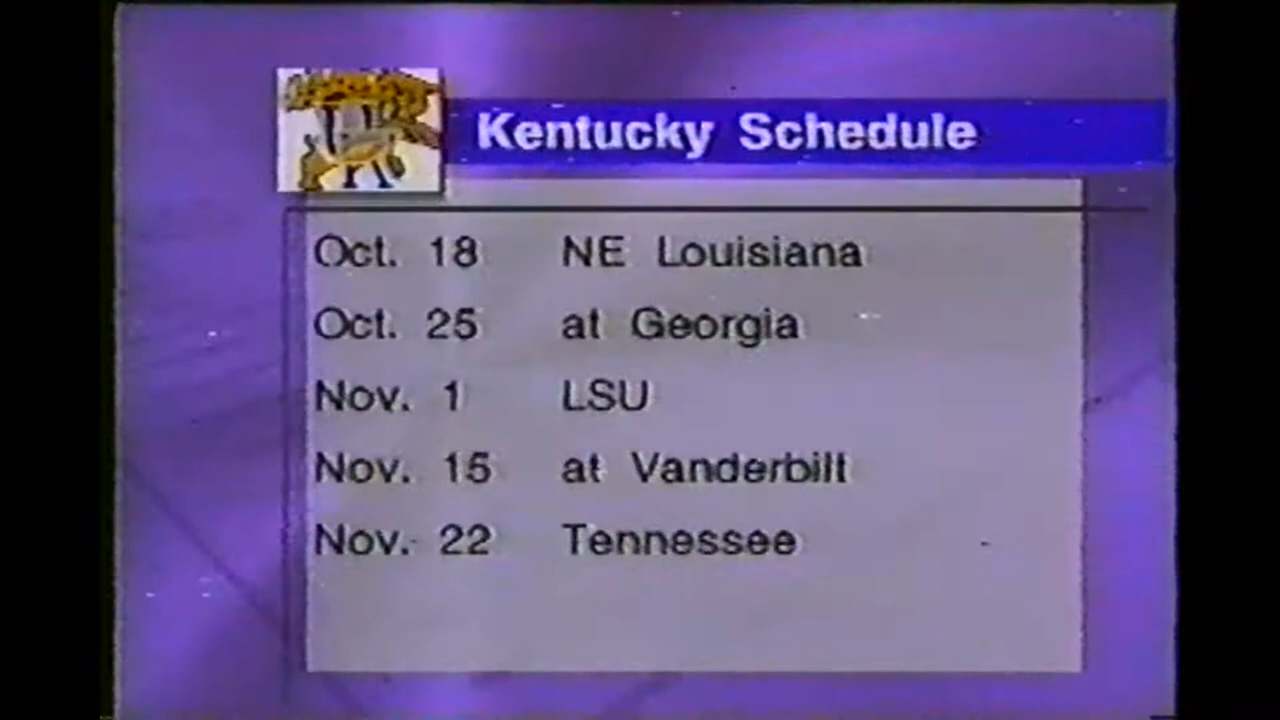 Kentucky Schedule
Oct. 18 NE Louisiana
Oct. 25 at Georgia
Nov. 1 LSU
Nov. 15 at Vanderbilt
Nov. 22 Tennessee